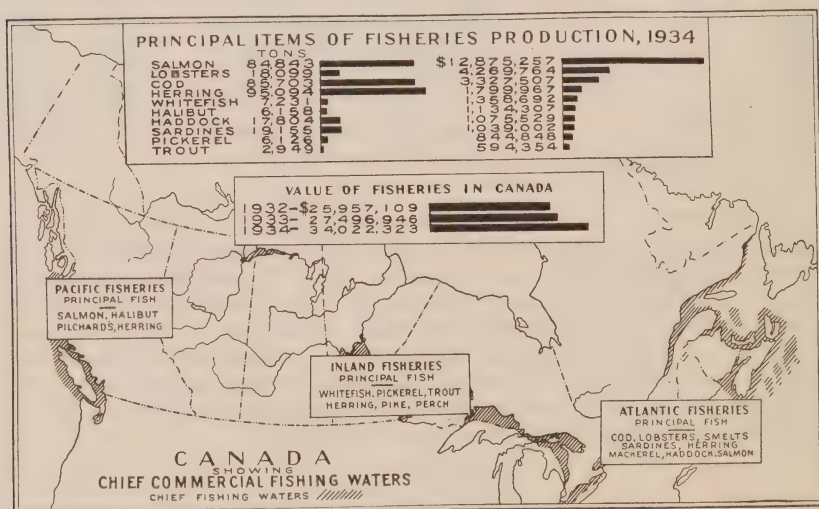 PRINCIPAL ITEMS OF FISHERIES PRODUCTION, 1934
TONS
SALMON 84,843 $12,875,257
LOBSTERS 18,099 4,269,764
COD 85,703 3,327,507
HERRING 95,094 1,799,967
WHITEFISH 7,231 1,358,692
HALIBUT 6,158 1,134,307
HADDOCK 17,804 1,075,529
SARDINES 19,155 1,039,002
PICKEREL 6,126 844,848
TROUT 2,949 594,354
VALUE OF FISHERIES IN CANADA
1932-$25,957,109
1933- 27,496,946
1934- 34,022,323
PACIFIC FISHERIES
PRINCIPAL FISH
SALMON, HALIBUT
PILCHARDS, HERRING
INLAND FISHERIES
PRINCIPAL FISH
WHITEFISH, PICKEREL, TROUT
HERRING, PIKE, PERCH
ATLANTIC FISHERIES
PRINCIPAL FISH
COD, LOBSTERS, SMELTS
SARDINES, HERRING
MACKEREL, HADDOCK, SALMON
CANADA
SHOWING
CHIEF COMMERCIAL FISHING WATERS
CHIEF FISHING WATERS